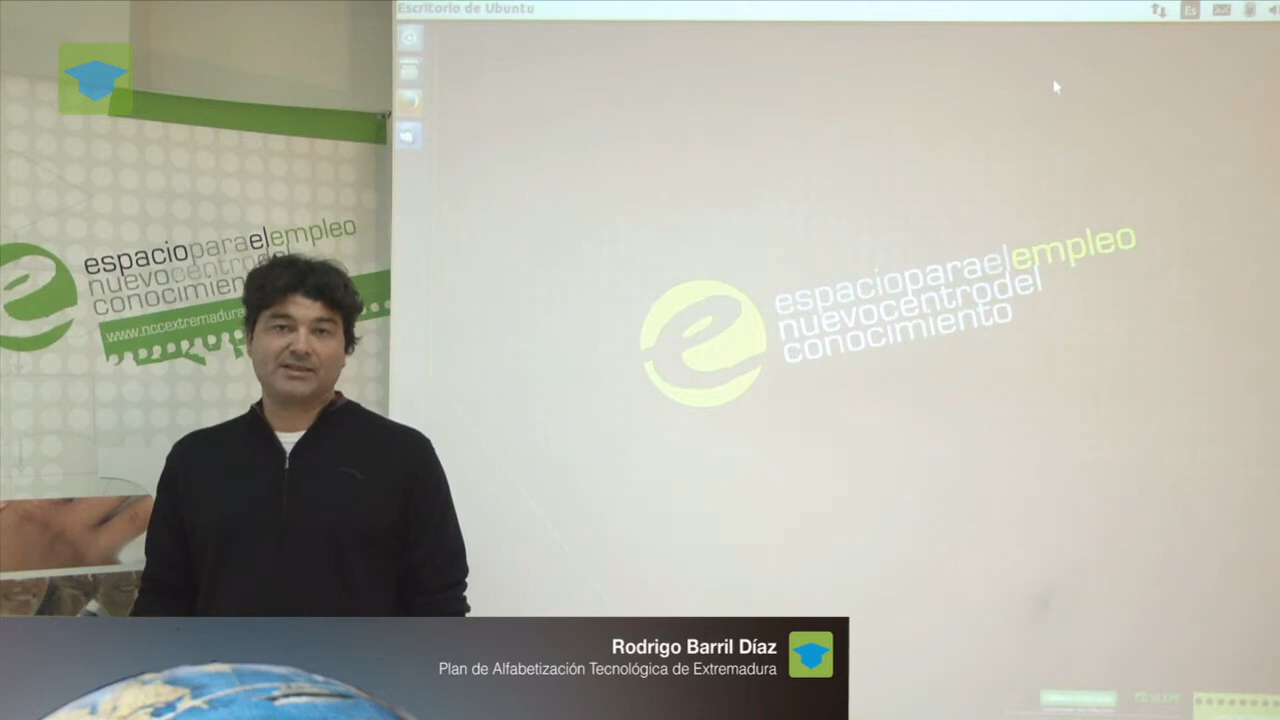 Escritorio de Ubuntu
Es
espacioparaelempleo
nuevocentrodel
conocimiento
www.nccextremadura
espacioparaelempleo
nuevocentrodel
conocimiento
Rodrigo Barril Díaz
Plan de Alfabetización Tecnológica de Extremadura